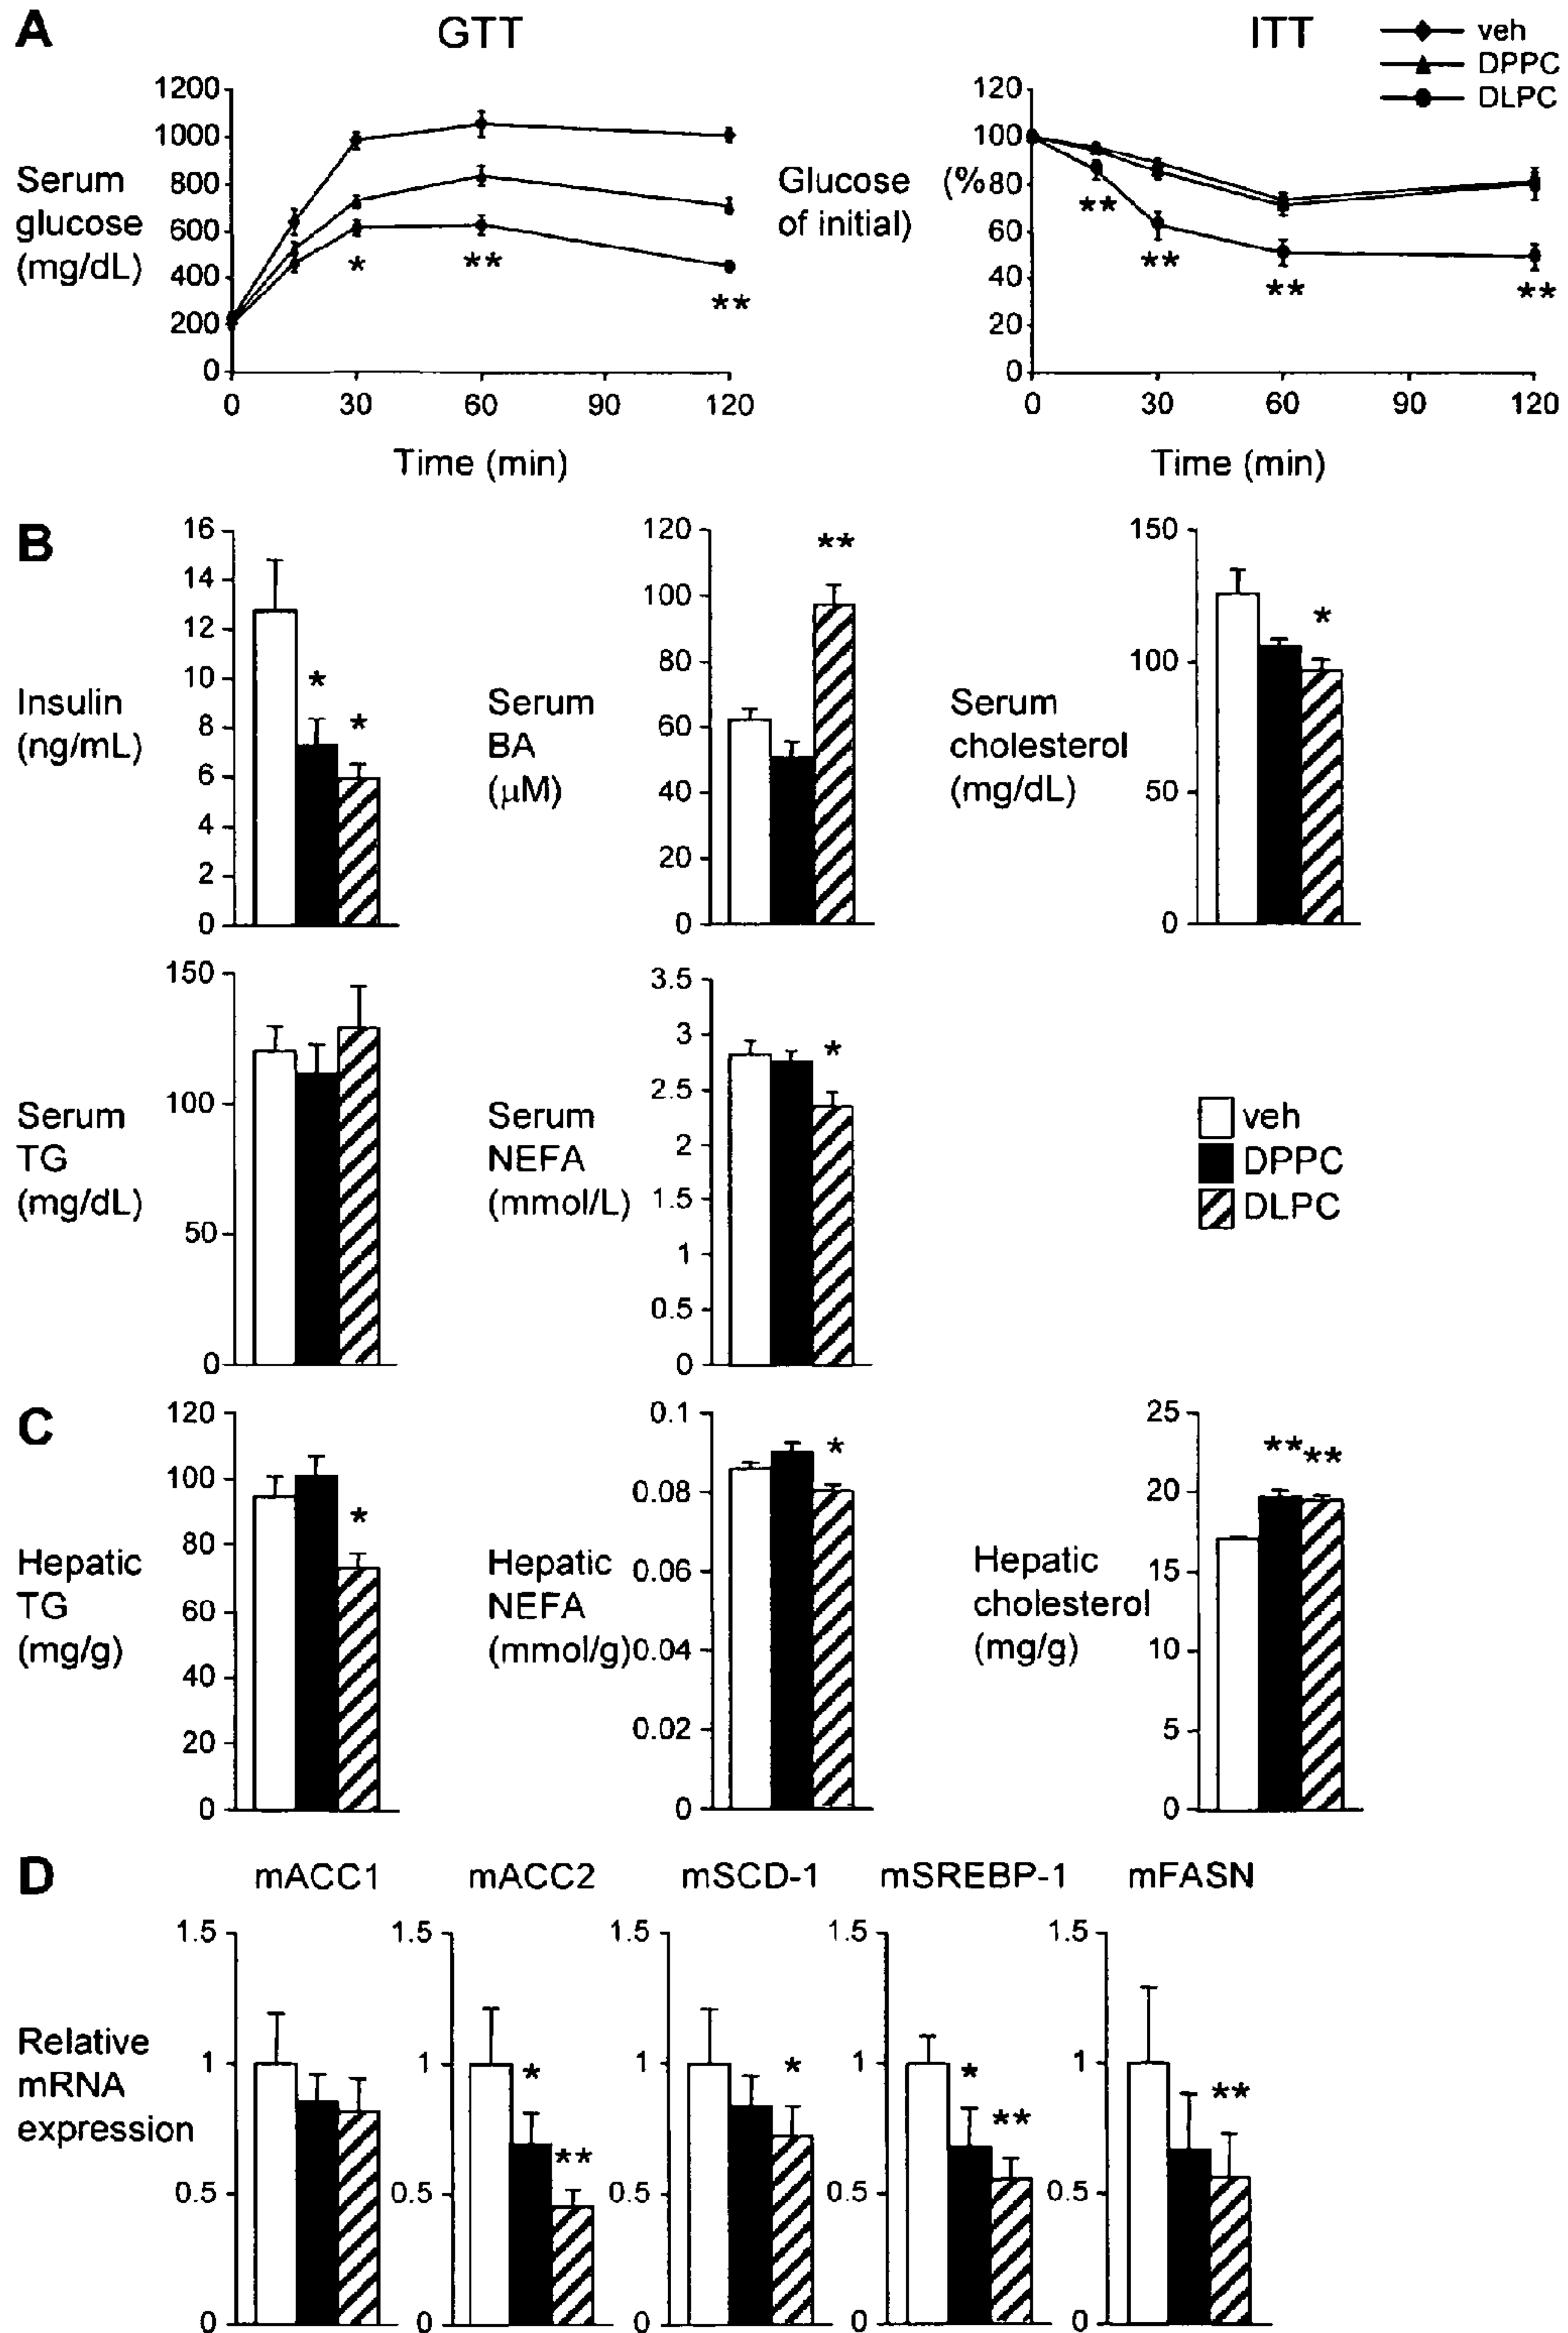 A
GTT
ITT
veh
DPPC
DLPC
Serum
glucose
(mg/dL)
1200
1000
800
600
400
200
0
*
**
**
0
30
60
90
120
Time (min)
Glucose (%
of initial)
120
100
80
60
40
20
0
**
**
**
**
0
30
60
90
120
Time (min)
B
Insulin
(ng/mL)
16
14
12
10
8
6
4
2
0
*
*
Serum
BA
(µM)
120
100
80
60
40
20
0
**
Serum
cholesterol
(mg/dL)
150
100
50
0
*
Serum
TG
(mg/dL)
150
100
50
0
Serum
NEFA
(mmol/L)
3.5
3
2.5
2
1.5
1
0.5
0
*
veh
DPPC
DLPC
C
Hepatic
TG
(mg/g)
120
100
80
60
40
20
0
*
Hepatic
NEFA
(mmol/g)
0.1
0.08
0.06
0.04
0.02
0
*
Hepatic
cholesterol
(mg/g)
25
20
15
10
5
0
**
**
D
mACC1
mACC2
mSCD-1
mSREBP-1
mFASN
Relative
mRNA
expression
1.5
1
0.5
0
1.5
1
0.5
0
*
**
1.5
1
0.5
0
*
1.5
1
0.5
0
*
**
1.5
1
0.5
0
**